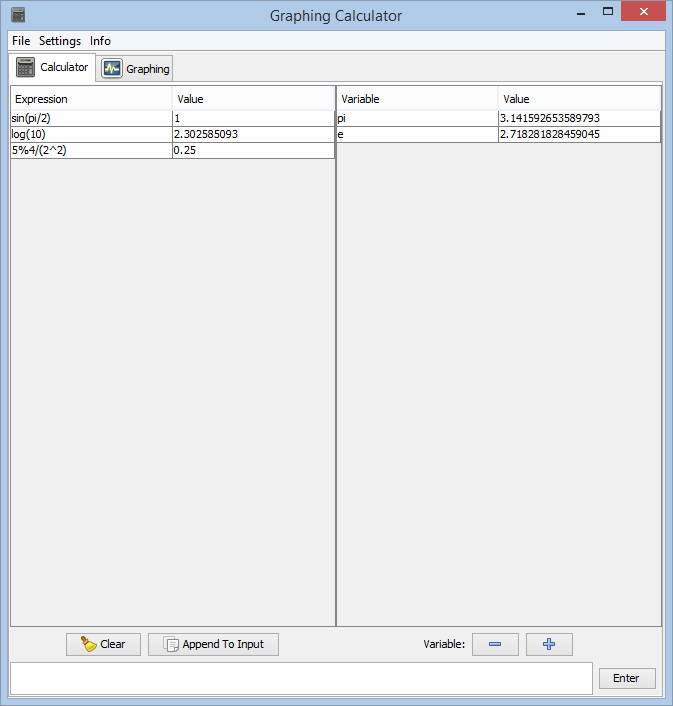 Graphing Calculator
File Settings Info
Calculator Graphing
Expression Value Variable Value
sin(pi/2) 1 pi 3.141592653589793
log(10) 2.302585093 e 2.718281828459045
5%4/(2^2) 0.25
Clear Append To Input Variable:
Enter